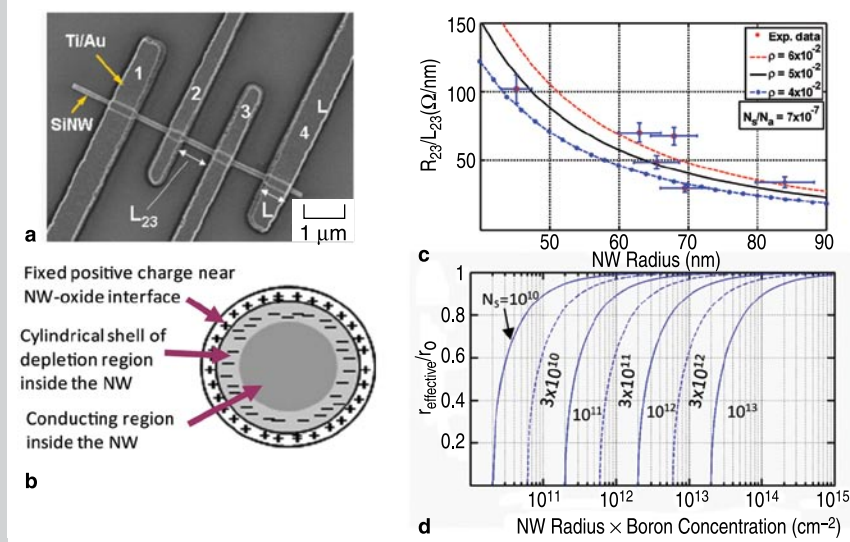 Ti/Au
SiNW
1
2
3
L
4
L₂₃
L
1 μm
a
Fixed positive charge near
NW-oxide interface
Cylindrical shell of
depletion region
inside the NW
Conducting region
inside the NW
b
R₂₃/L₂₃(Ω/nm)
150
100
50
Exp. data
ρ = 6x10⁻²
ρ = 5x10⁻²
ρ = 4x10⁻²
Nₛ/Nₐ = 7x10⁻⁷
50 60 70 80 90
NW Radius (nm)
c
r_effective/r₀
1
0.8
0.6
0.4
0.2
Nₛ=10¹⁰
3x10¹⁰
10¹¹
3x10¹¹
10¹²
3x10¹²
10¹³
10¹¹ 10¹² 10¹³ 10¹⁴ 10¹⁵
NW Radius × Boron Concentration (cm⁻²)
d